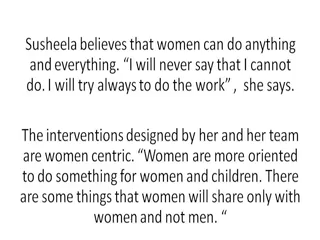 Susheela believes that women can do anything
and everything. “I will never say that I cannot
do. I will try always to do the work” ,  she says.
The interventions designed by her and her team
are women centric. “Women are more oriented
to do something for women and children. There
are some things that women will share only with
women and not men. “